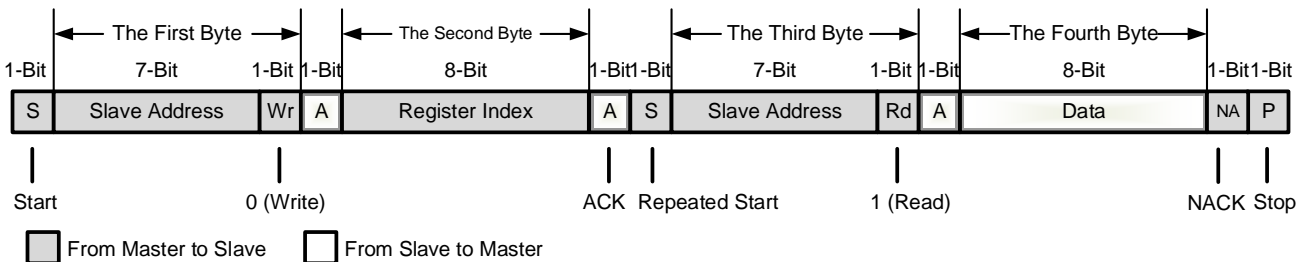 The First Byte The Second Byte The Third Byte The Fourth Byte
1-Bit 7-Bit 1-Bit 1-Bit 8-Bit 1-Bit 1-Bit 7-Bit 1-Bit 1-Bit 8-Bit 1-Bit 1-Bit
S Slave Address Wr A Register Index A S Slave Address Rd A Data NA P
Start 0 (Write) ACK Repeated Start 1 (Read) NACK Stop
From Master to Slave From Slave to Master